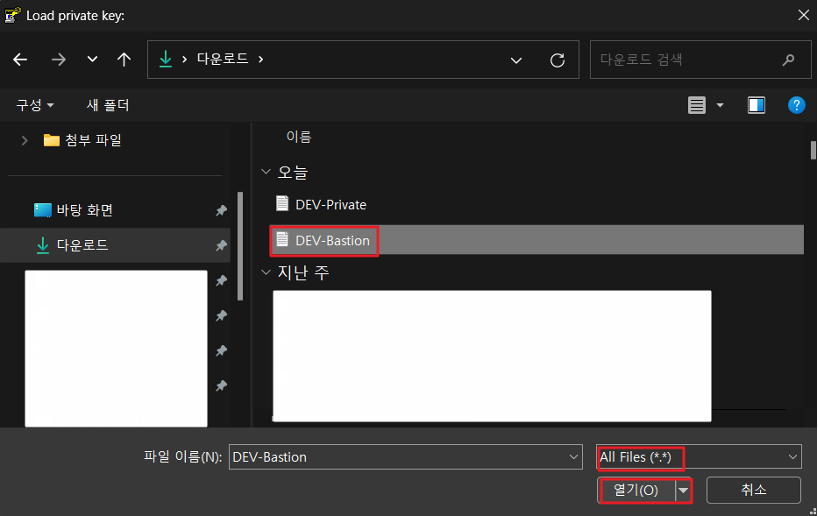 Load private key:
다운로드
다운로드 검색
구성 새 폴더
첨부 파일
이름
오늘
DEV-Private
바탕 화면
DEV-Bastion
다운로드
지난 주
파일 이름(N): DEV-Bastion All Files (*.*)
열기(O) 취소